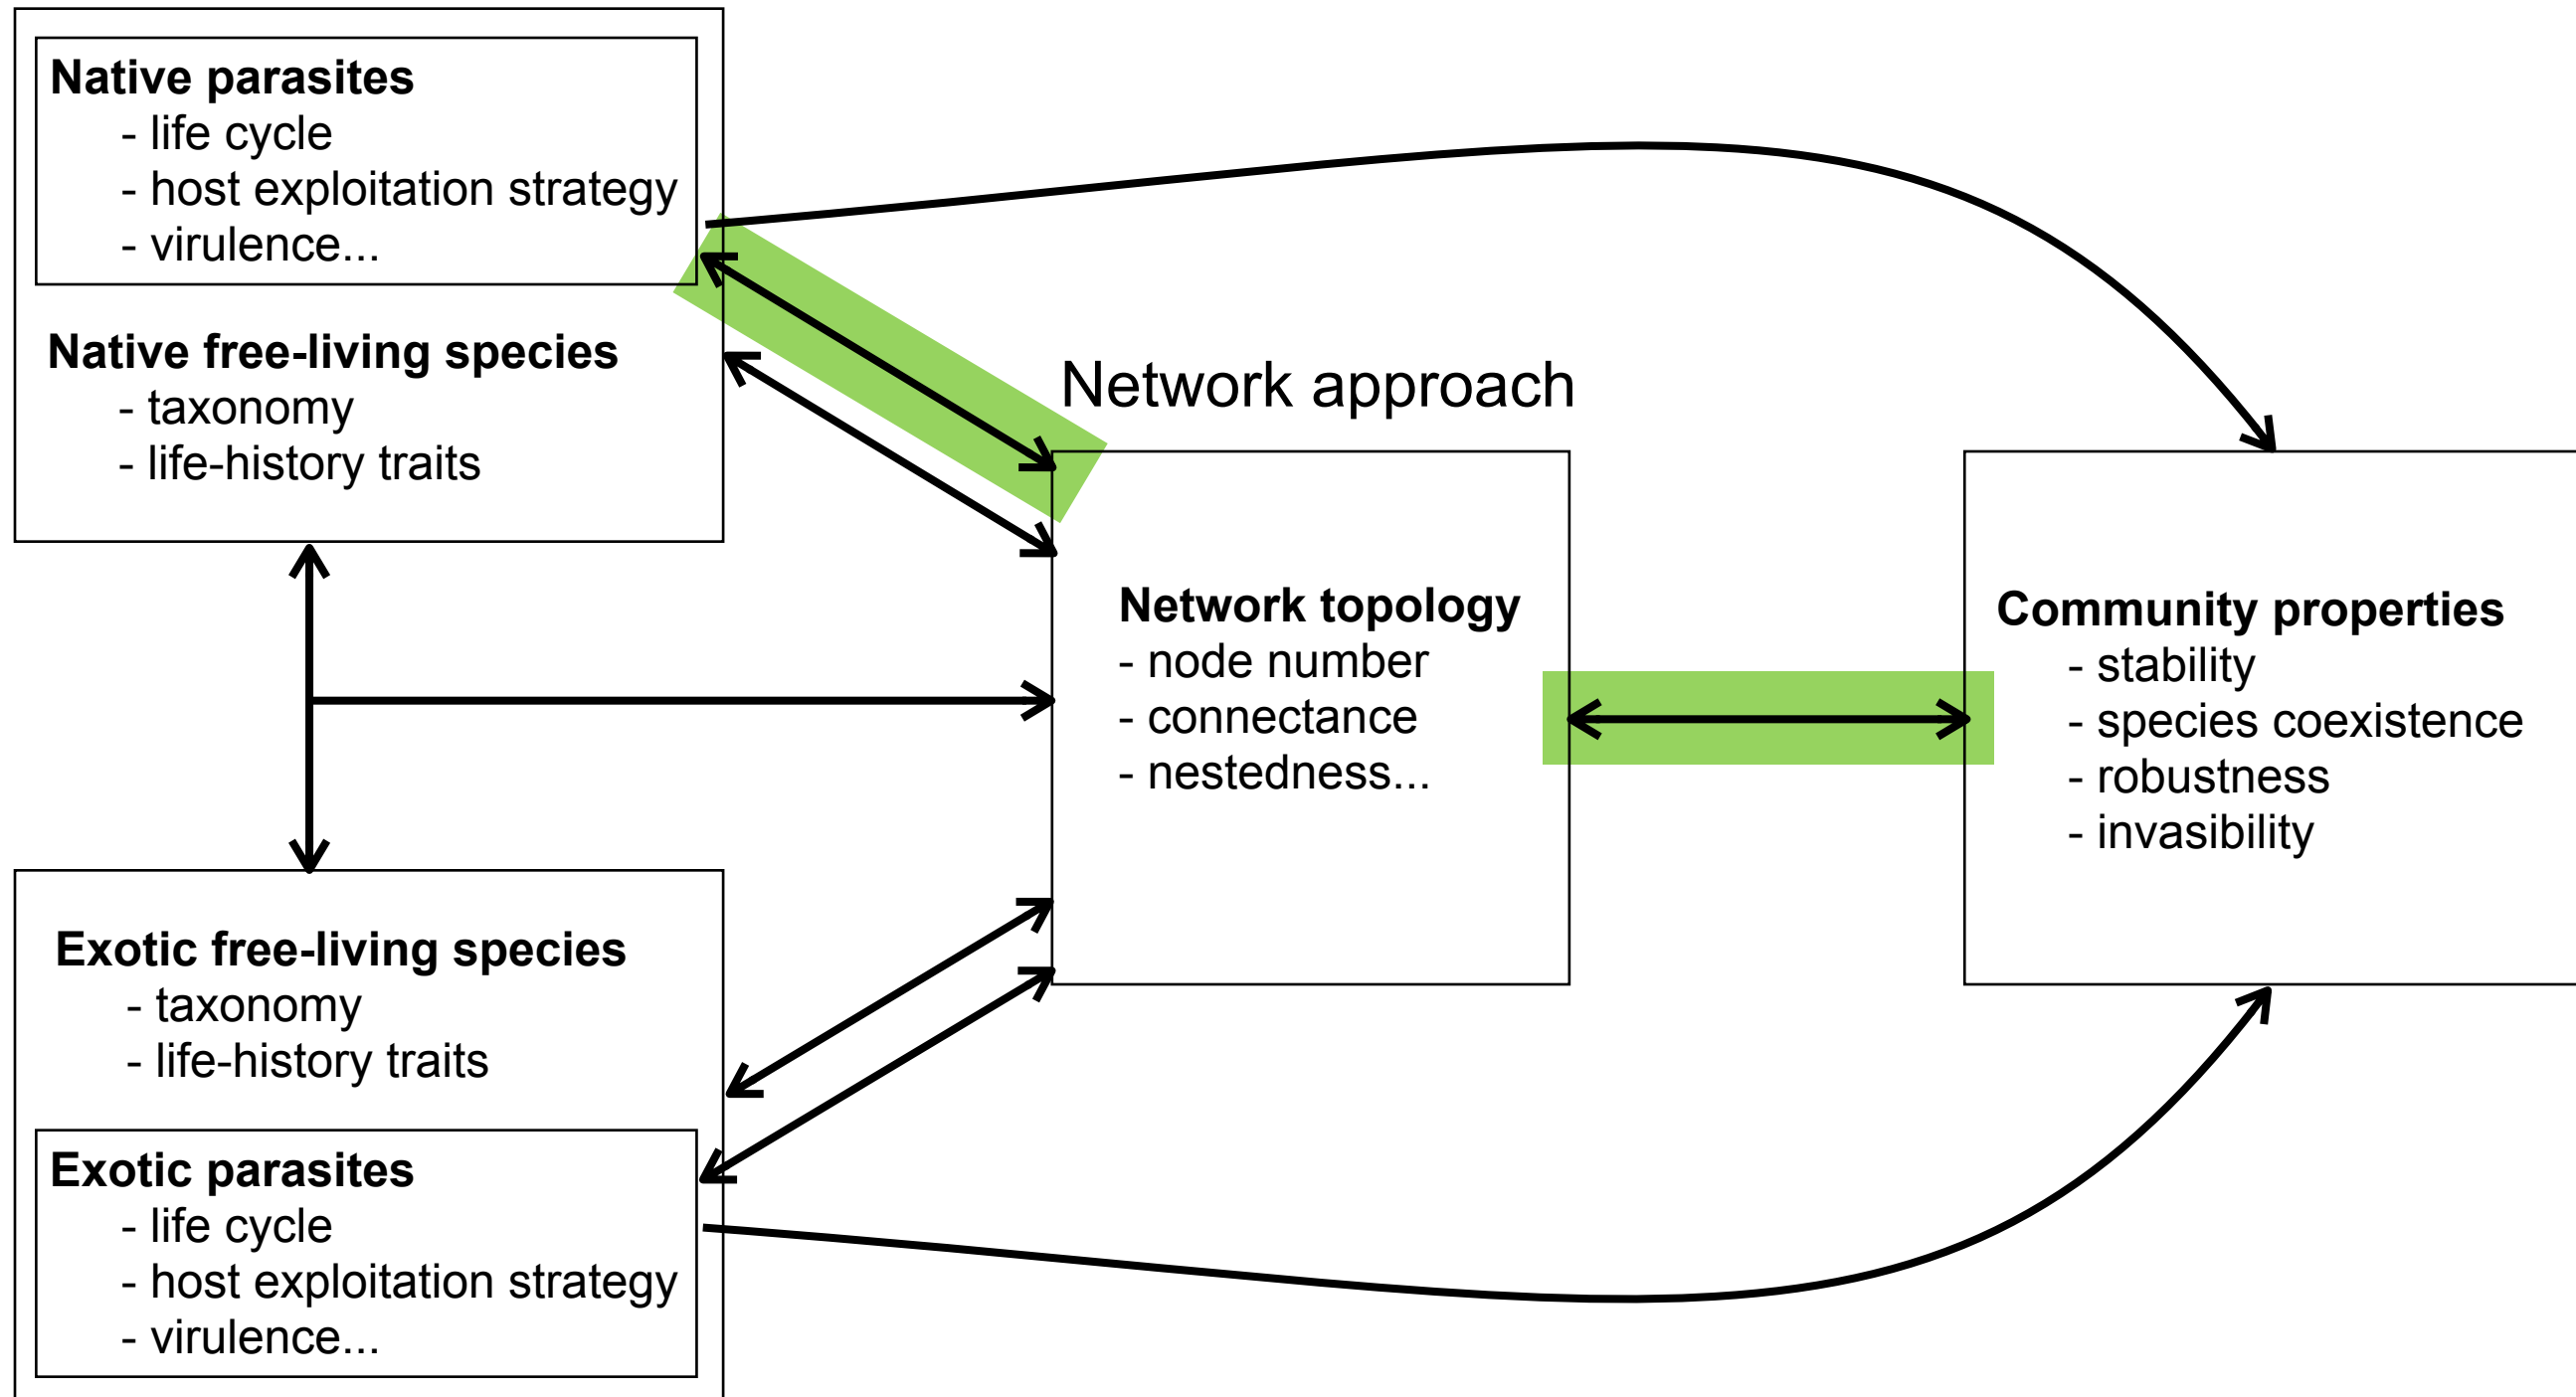 Native parasites
- life cycle
- host exploitation strategy
- virulence...
Native free-living species
- taxonomy
- life-history traits
Network approach
Network topology
- node number
- connectance
- nestedness...
Community properties
- stability
- species coexistence
- robustness
- invasibility
Exotic free-living species
- taxonomy
- life-history traits
Exotic parasites
- life cycle
- host exploitation strategy
- virulence...